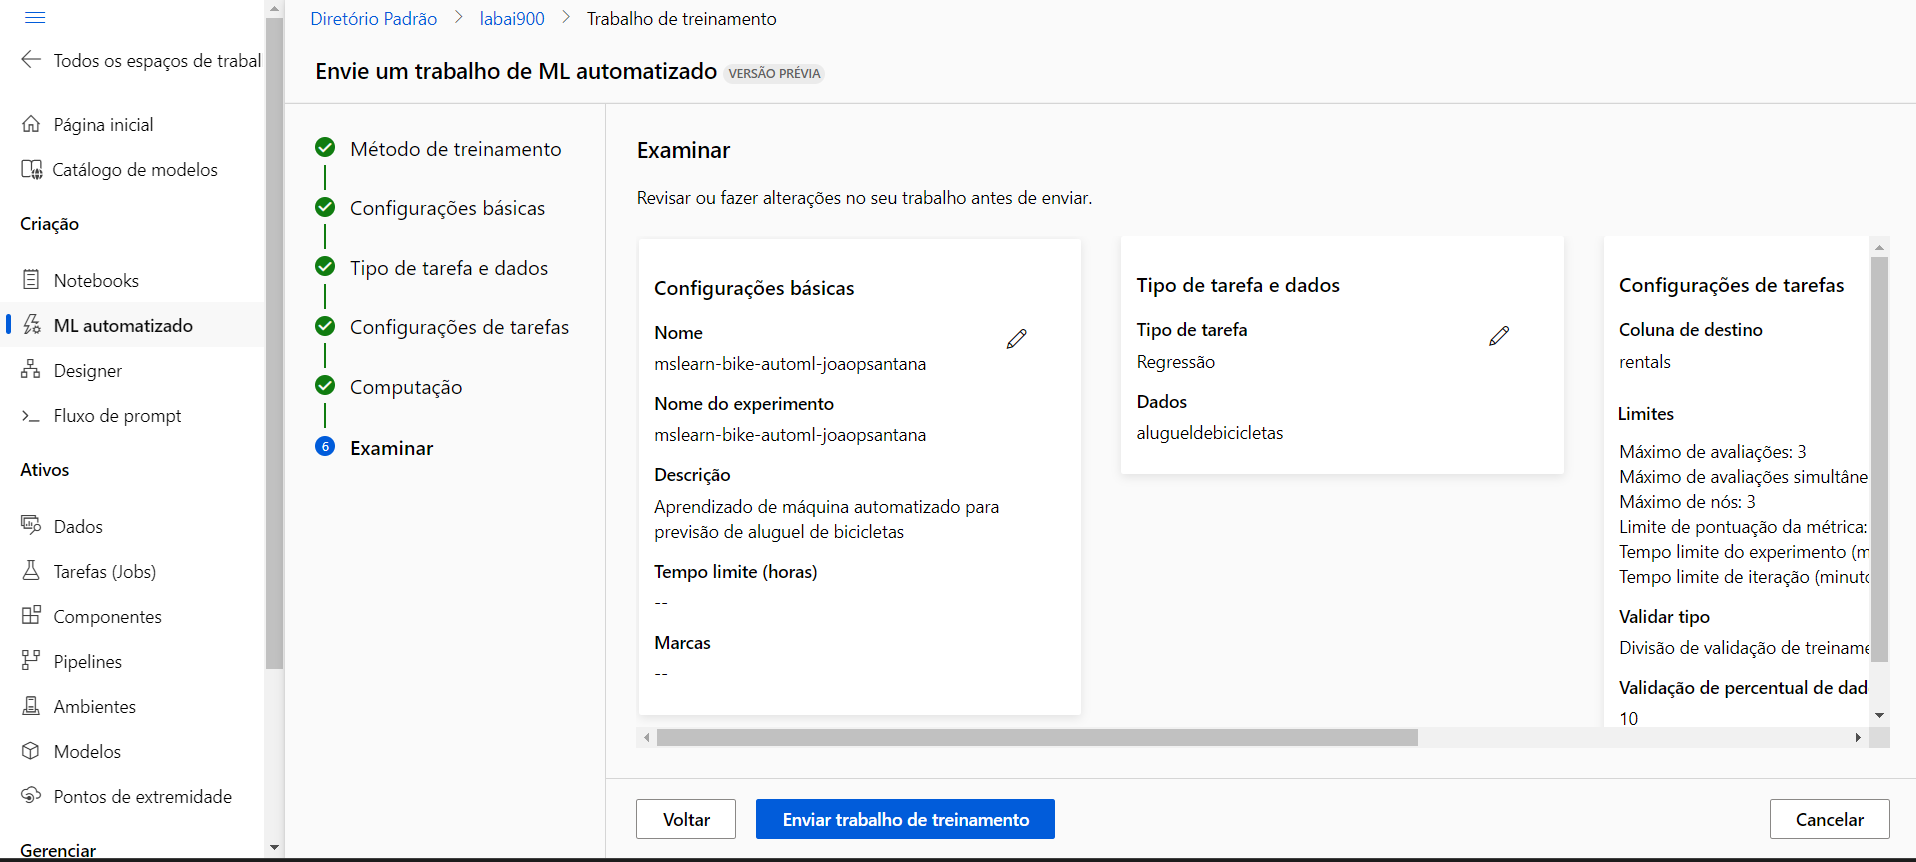 Diretório Padrão > labai900 > Trabalho de treinamento
Todos os espaços de trabal
Envie um trabalho de ML automatizado VERSÃO PRÉVIA
Página inicial
Catálogo de modelos
Criação
Notebooks
ML automatizado
Designer
Fluxo de prompt
Ativos
Dados
Tarefas (Jobs)
Componentes
Pipelines
Ambientes
Modelos
Pontos de extremidade
Gerenciar
Método de treinamento
Configurações básicas
Tipo de tarefa e dados
Configurações de tarefas
Computação
6 Examinar
Examinar
Revisar ou fazer alterações no seu trabalho antes de enviar.
Configurações básicas
Nome
mslearn-bike-automl-joaopsantana
Nome do experimento
mslearn-bike-automl-joaopsantana
Descrição
Aprendizado de máquina automatizado para
previsão de aluguel de bicicletas
Tempo limite (horas)
--
Marcas
--
Tipo de tarefa e dados
Tipo de tarefa
Regressão
Dados
alugueldebicicletas
Configurações de tarefas
Coluna de destino
rentals
Limites
Máximo de avaliações: 3
Máximo de avaliações simultâne
Máximo de nós: 3
Limite de pontuação da métrica:
Tempo limite do experimento (m
Tempo limite de iteração (minuto
Validar tipo
Divisão de validação de treiname
Validação de percentual de dad
10
Voltar
Enviar trabalho de treinamento
Cancelar